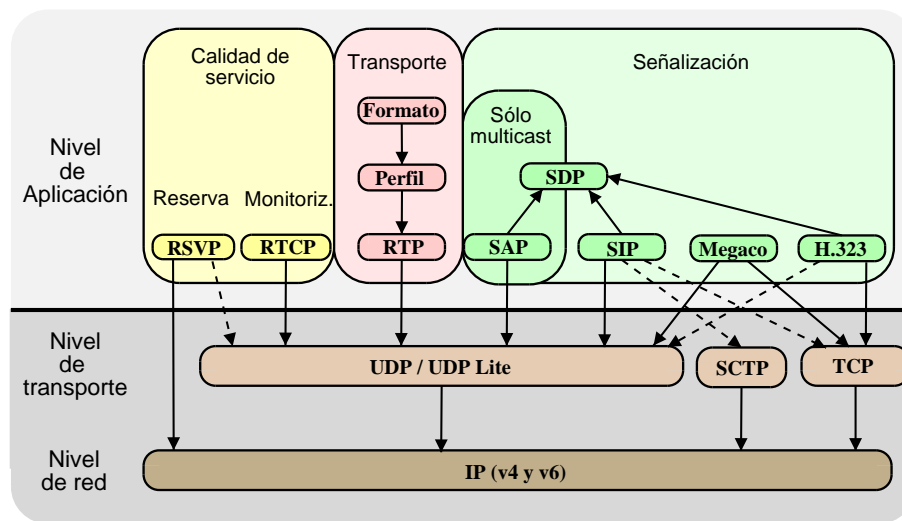 Calidad de
servicio
Transporte
Señalización
Formato
Sólo
multicast
Nivel
de
Aplicación
Perfil
SDP
Reserva
Monitoriz.
RSVP
RTCP
RTP
SAP
SIP
Megaco
H.323
Nivel
de
transporte
UDP / UDP Lite
SCTP
TCP
Nivel
de red
IP (v4 y v6)